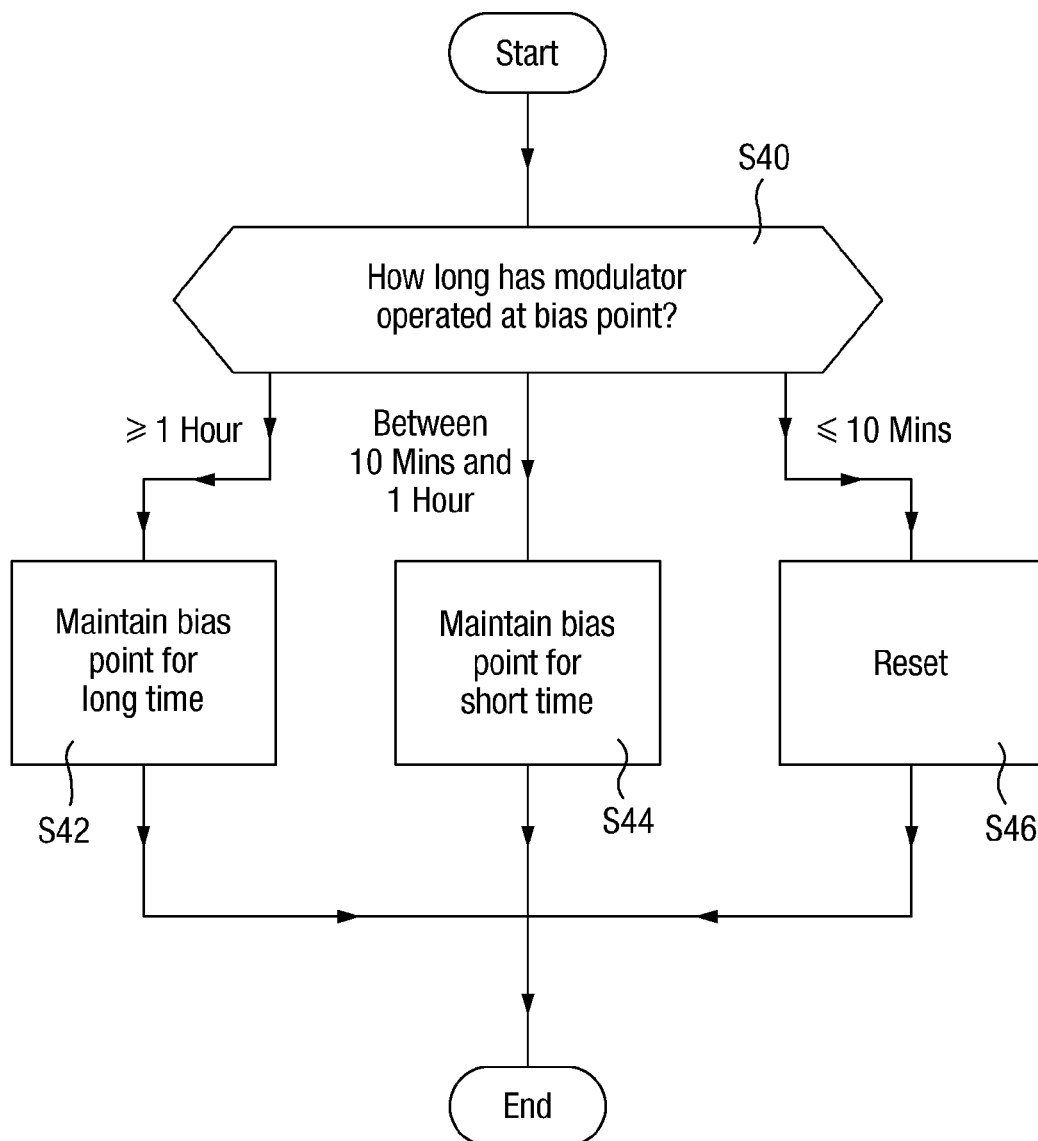 Start
S40
How long has modulator
operated at bias point?
⩾ 1 Hour
Between
10 Mins and
1 Hour
⩽ 10 Mins
Maintain bias
point for
long time
Maintain bias
point for
short time
Reset
S42
S44
S46
End